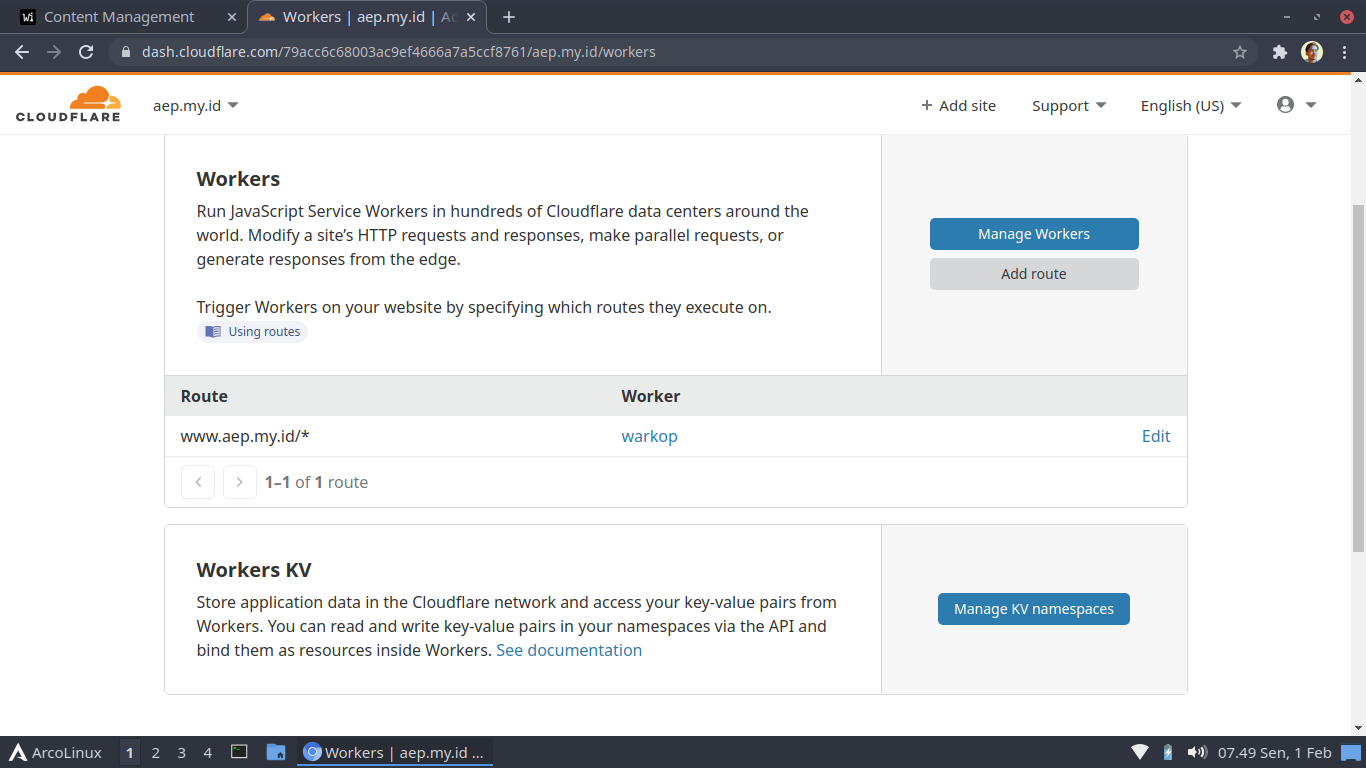 Wi Content Management
Workers | aep.my.id | Ac
dash.cloudflare.com/79acc6c68003ac9ef4666a7a5ccf8761/aep.my.id/workers
CLOUDFLARE
aep.my.id
+ Add site
Support
English (US)
Workers
Run JavaScript Service Workers in hundreds of Cloudflare data centers around the
world. Modify a site’s HTTP requests and responses, make parallel requests, or
generate responses from the edge.
Trigger Workers on your website by specifying which routes they execute on.
Using routes
Manage Workers
Add route
Route Worker
www.aep.my.id/* warkop Edit
1–1 of 1 route
Workers KV
Store application data in the Cloudflare network and access your key-value pairs from
Workers. You can read and write key-value pairs in your namespaces via the API and
bind them as resources inside Workers. See documentation
Manage KV namespaces
ArcoLinux 1 2 3 4 Workers | aep.my.id ... 07.49 Sen, 1 Feb